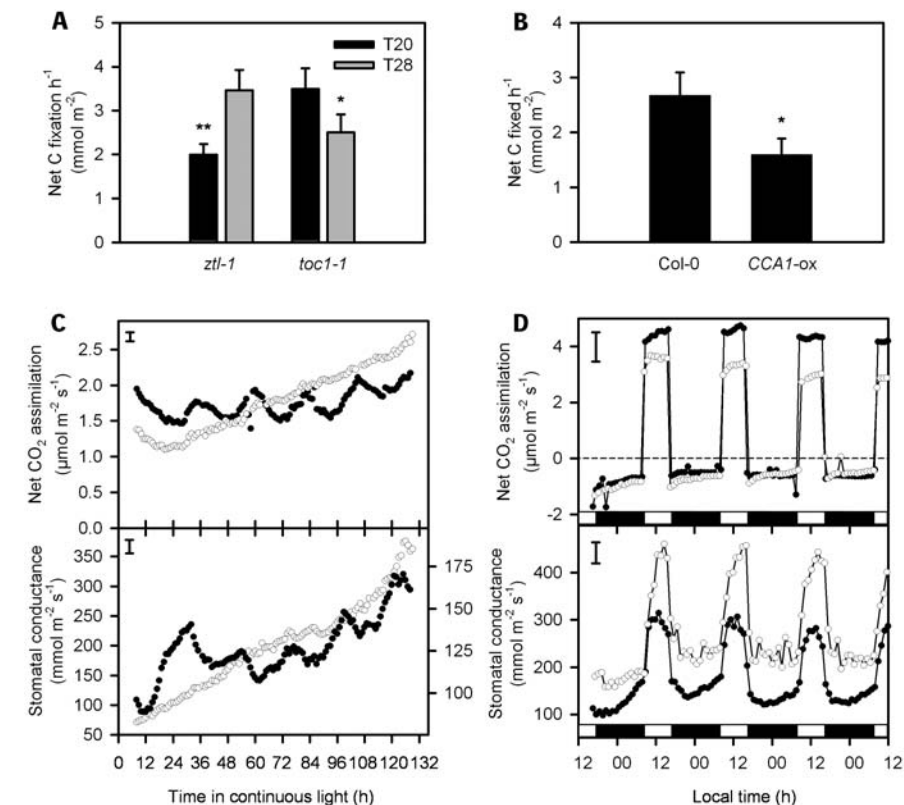 A
Net C fixation h-1
(mmol m-2)
5
4
3
2
1
0
T20
T28
**
*
ztl-1
toc1-1
B
Net C fixed h-1
(mmol m-2)
4
3
2
1
0
*
Col-0
CCA1-ox
C
Net CO2 assimilation
(µmol m-2 s-1)
2.5
2.0
1.5
1.0
0.5
0.0
Stomatal conductance
(mmol m-2 s-1)
350
300
250
200
150
100
50
175
150
125
100
0 12 24 36 48 60 72 84 96 108 120 132
Time in continuous light (h)
D
Net CO2 assimilation
(µmol m-2 s-1)
4
2
0
-2
Stomatal conductance
(mmol m-2 s-1)
400
300
200
100
12 00 12 00 12 00 12 00 12
Local time (h)